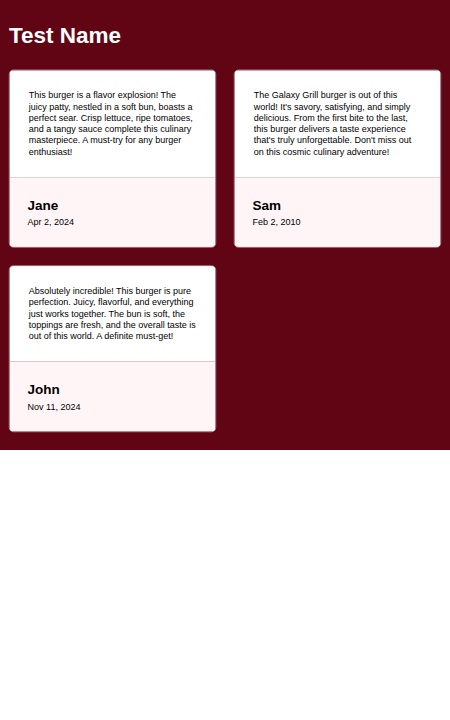 Test Name
This burger is a flavor explosion! The
juicy patty, nestled in a soft bun, boasts a
perfect sear. Crisp lettuce, ripe tomatoes,
and a tangy sauce complete this culinary
masterpiece. A must-try for any burger
enthusiast!
Jane
Apr 2, 2024
The Galaxy Grill burger is out of this
world! It's savory, satisfying, and simply
delicious. From the first bite to the last,
this burger delivers a taste experience
that's truly unforgettable. Don't miss out
on this cosmic culinary adventure!
Sam
Feb 2, 2010
Absolutely incredible! This burger is pure
perfection. Juicy, flavorful, and everything
just works together. The bun is soft, the
toppings are fresh, and the overall taste is
out of this world. A definite must-get!
John
Nov 11, 2024